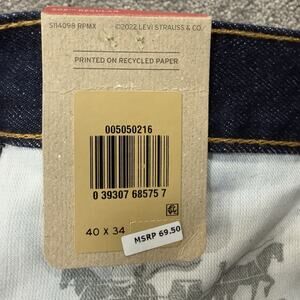 S114098 RPMX ©2022 LEVI STRAUSS & CO.
PRINTED ON RECYCLED PAPER
005050216
0 39307 68575 7
40 X 34
MSRP 69.50